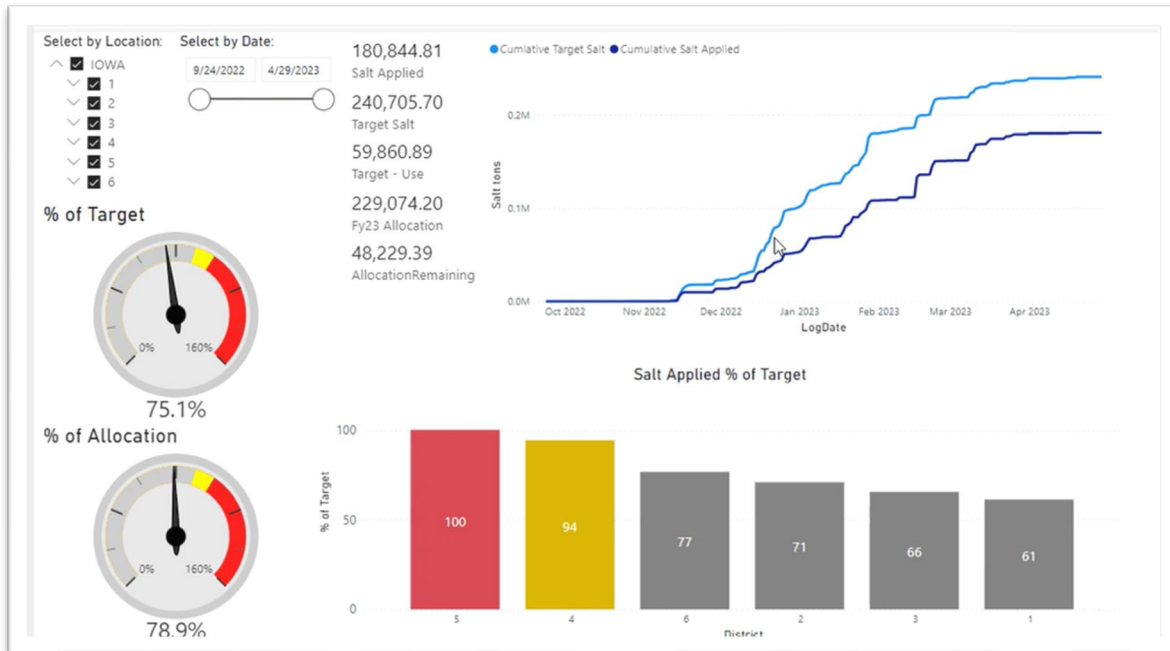 Select by Location:
IOWA
1
2
3
4
5
6
Select by Date:
9/24/2022 4/29/2023
180,844.81
Salt Applied
240,705.70
Target Salt
59,860.89
Target - Use
229,074.20
Fy23 Allocation
48,229.39
AllocationRemaining
Cumlative Target Salt Cumulative Salt Applied
Salt tons
0.2M
0.1M
0.0M
Oct 2022 Nov 2022 Dec 2022 Jan 2023 Feb 2023 Mar 2023 Apr 2023
LogDate
% of Target
0% 160%
75.1%
% of Allocation
0% 160%
78.9%
Salt Applied % of Target
% of Target
100
50
0
100 94 77 71 66 61
5 4 6 2 3 1
District